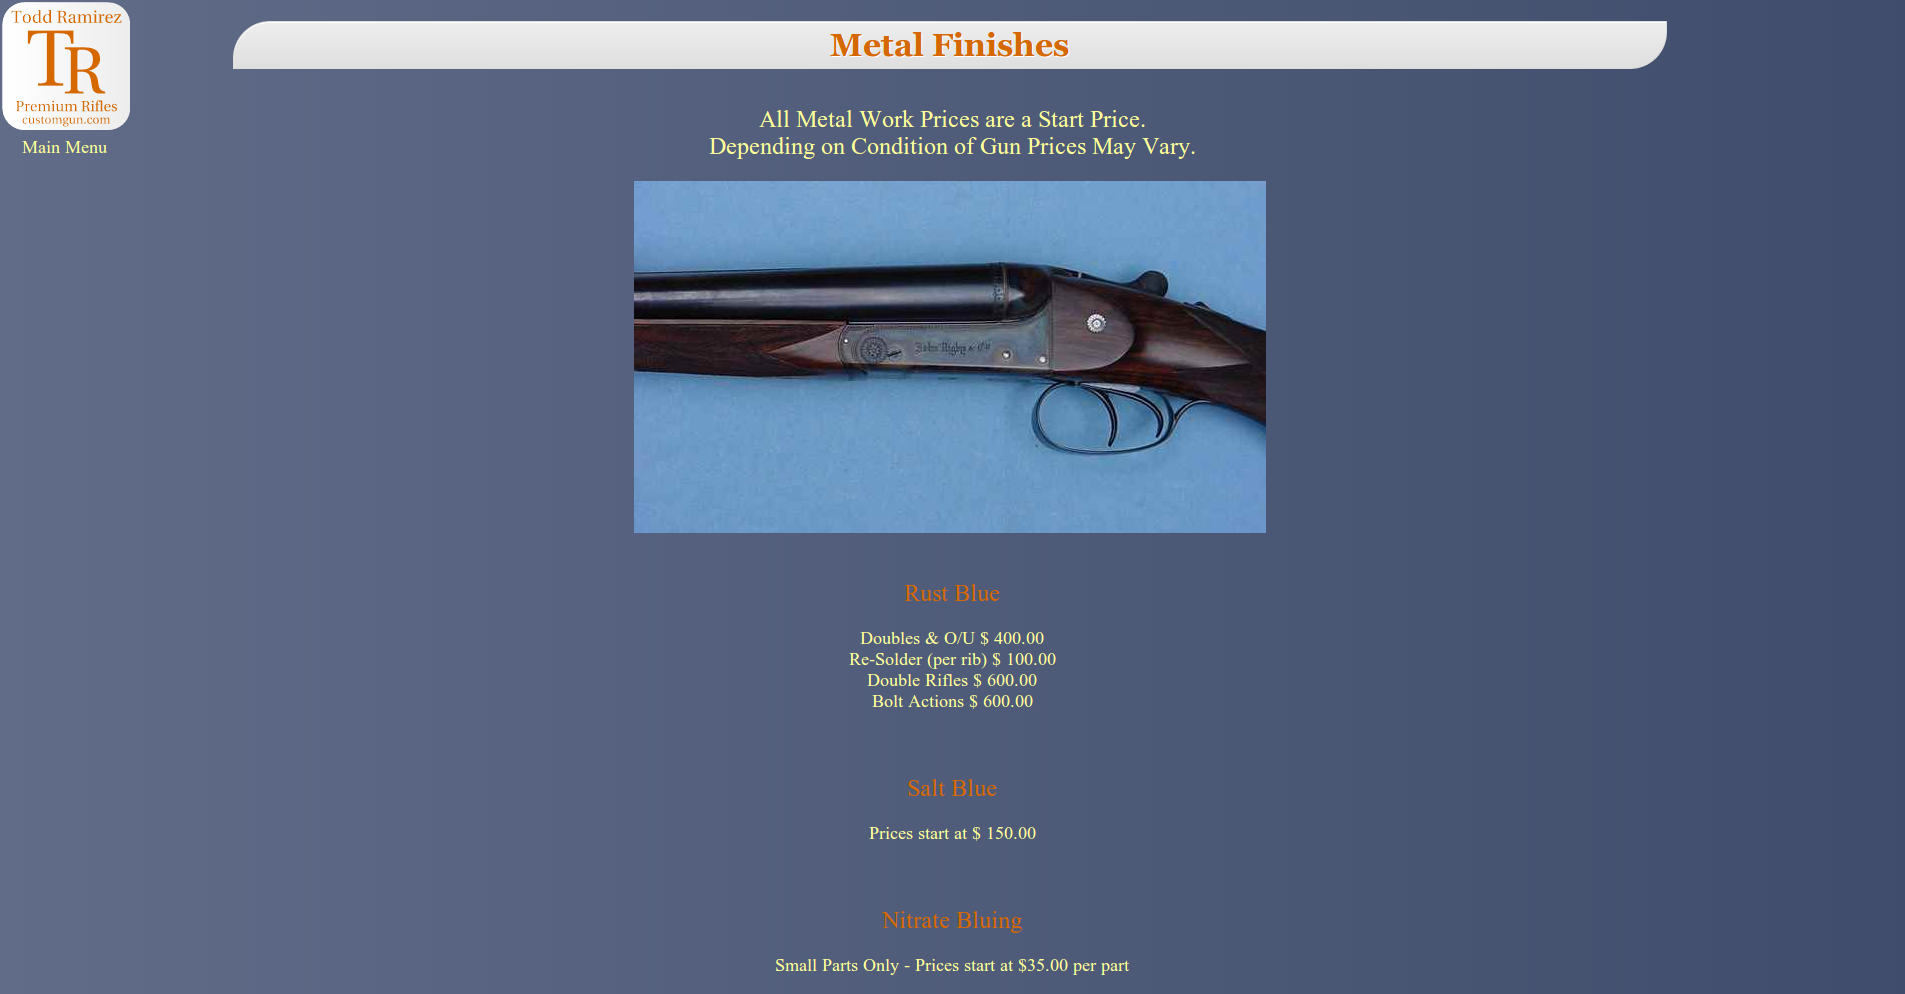 Todd Ramirez
TR
Premium Rifles
customgun.com
Main Menu
Metal Finishes
All Metal Work Prices are a Start Price.
Depending on Condition of Gun Prices May Vary.
John Rigby & Co
Rust Blue
Doubles & O/U $ 400.00
Re-Solder (per rib) $ 100.00
Double Rifles $ 600.00
Bolt Actions $ 600.00
Salt Blue
Prices start at $ 150.00
Nitrate Bluing
Small Parts Only - Prices start at $35.00 per part